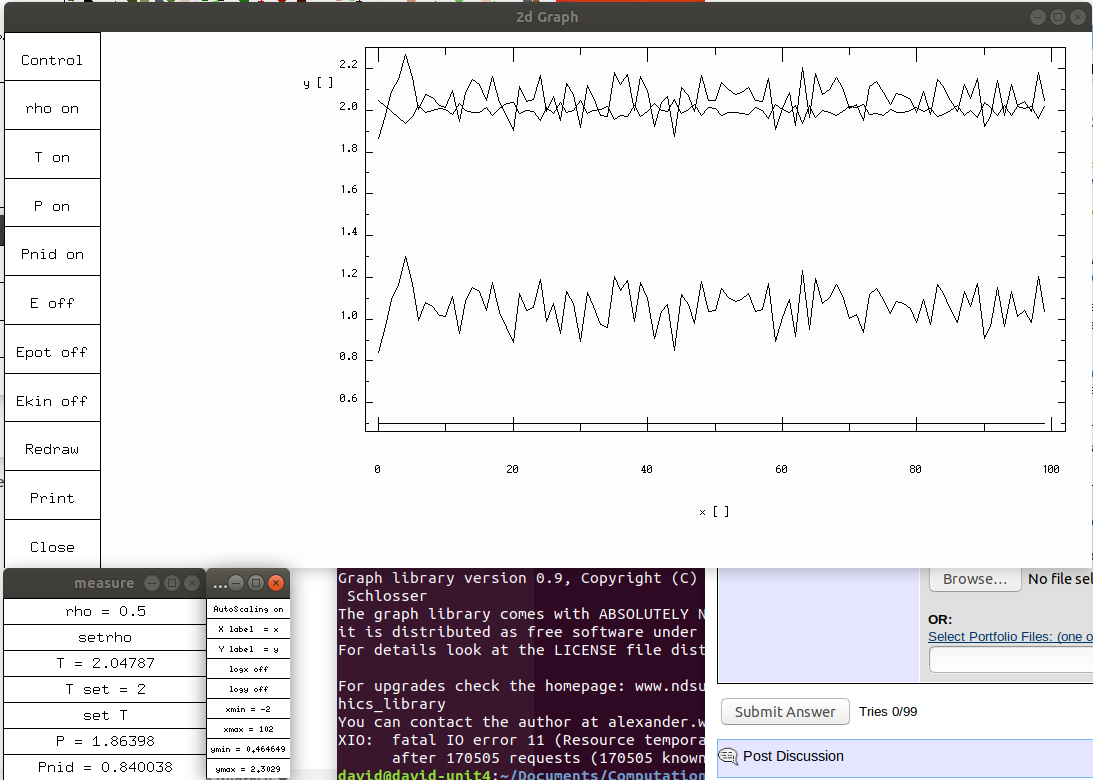 2d Graph
Control
rho on
T on
P on
Pnid on
E off
Epot off
Ekin off
Redraw
Print
Close
y [ ]
2.2
2.0
1.8
1.6
1.4
1.2
1.0
0.8
0.6
0
20
40
60
80
100
x [ ]
measure
rho = 0.5
setrho
T = 2.04787
T set = 2
set T
P = 1.86398
Pnid = 0.840038
...
AutoScaling on
X label = x
Y label = y
logx off
logy off
xmin = -2
xmax = 102
ymin = 0.464649
ymax = 2.3029
Graph library version 0.9, Copyright (C)
Schlosser
The graph library comes with ABSOLUTELY N
it is distributed as free software under
For details look at the LICENSE file dist
For upgrades check the homepage: www.ndsu
hics_library
You can contact the author at alexander.w
XIO: fatal IO error 11 (Resource tempora
after 170505 requests (170505 known
david@david-unit4:~/Documents/Computation
Browse... No file sel
OR:
Select Portfolio Files: (one o
Submit Answer Tries 0/99
Post Discussion